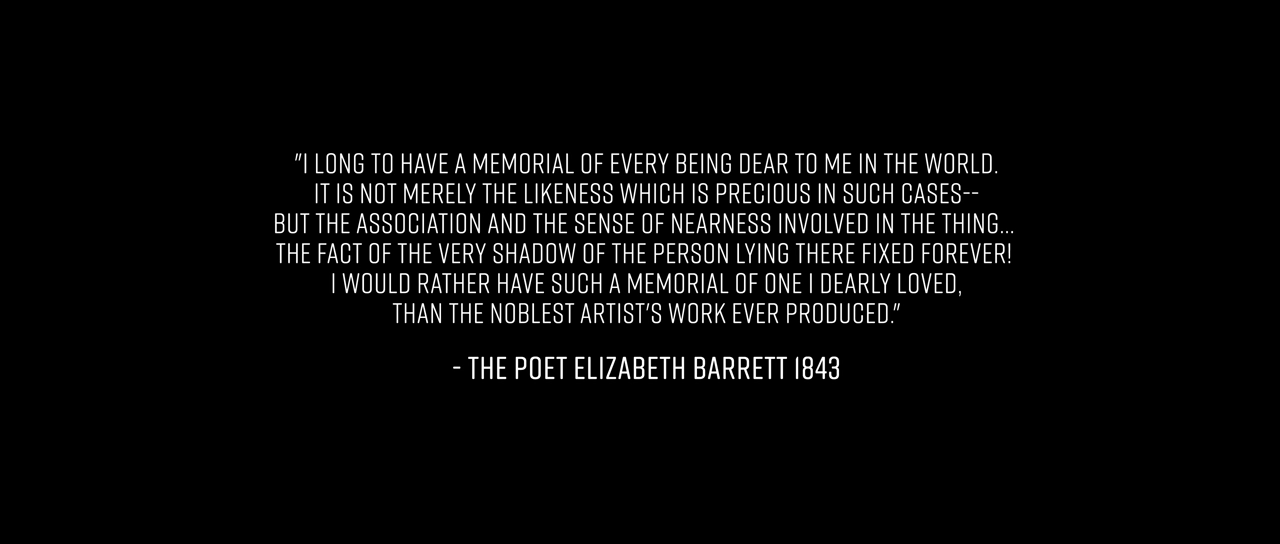 "I LONG TO HAVE A MEMORIAL OF EVERY BEING DEAR TO ME IN THE WORLD.
IT IS NOT MERELY THE LIKENESS WHICH IS PRECIOUS IN SUCH CASES--
BUT THE ASSOCIATION AND THE SENSE OF NEARNESS INVOLVED IN THE THING...
THE FACT OF THE VERY SHADOW OF THE PERSON LYING THERE FIXED FOREVER!
I WOULD RATHER HAVE SUCH A MEMORIAL OF ONE I DEARLY LOVED,
THAN THE NOBLEST ARTIST'S WORK EVER PRODUCED."
- THE POET ELIZABETH BARRETT 1843